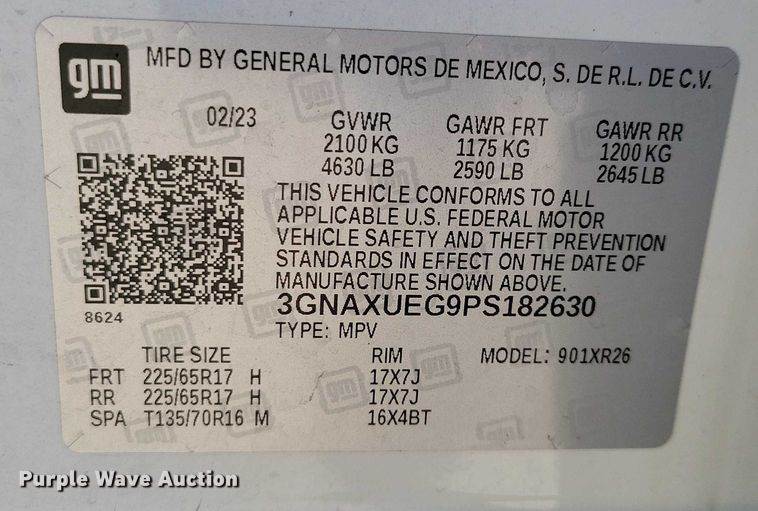 gm
MFD BY GENERAL MOTORS DE MEXICO, S. DE R.L. DE C.V.
02/23 GVWR GAWR FRT GAWR RR
2100 KG 1175 KG 1200 KG
4630 LB 2590 LB 2645 LB
THIS VEHICLE CONFORMS TO ALL
APPLICABLE U.S. FEDERAL MOTOR
VEHICLE SAFETY AND THEFT PREVENTION
STANDARDS IN EFFECT ON THE DATE OF
MANUFACTURE SHOWN ABOVE.
8624
3GNAXUEG9PS182630
TYPE: MPV
TIRE SIZE RIM MODEL: 901XR26
FRT 225/65R17 H 17X7J
RR 225/65R17 H 17X7J
SPA T135/70R16 M 16X4BT
Purple Wave Auction